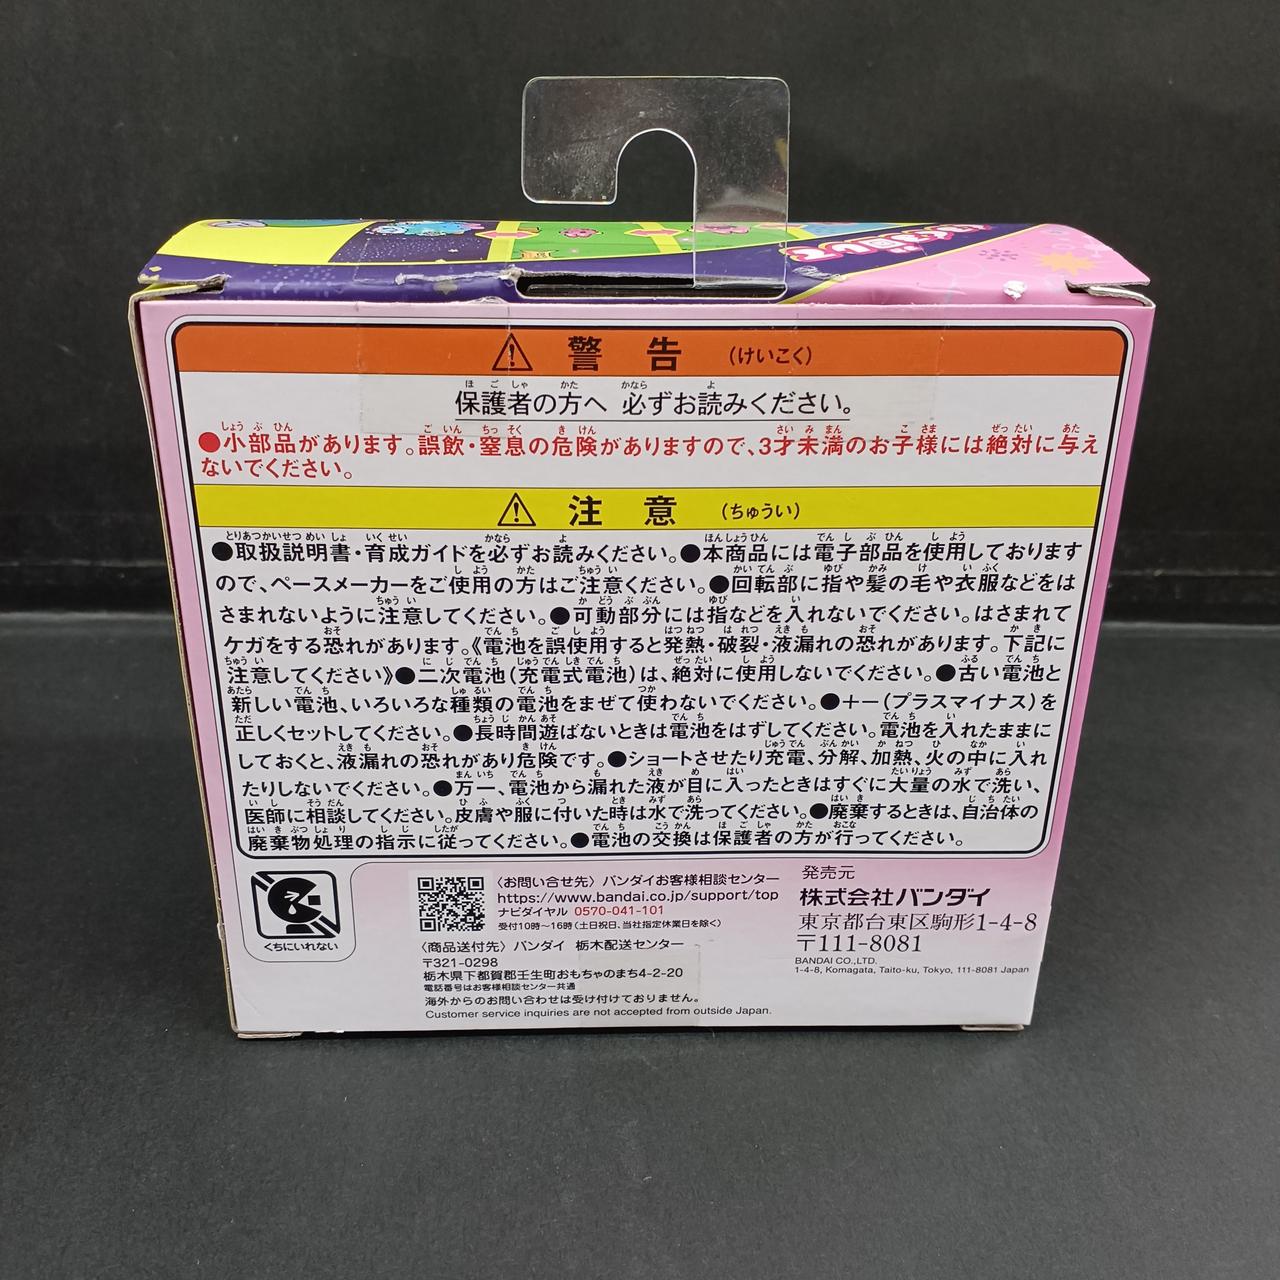 警告 (けいこく)
保護者の方へ 必ずお読みください。
●小部品があります。誤飲・窒息の危険がありますので、3才未満のお子様には絶対に与え
ないでください。
注意 (ちゅうい)
●取扱説明書・育成ガイドを必ずお読みください。●本商品には電子部品を使用しております
ので、ペースメーカーをご使用の方はご注意ください。●回転部に指や髪の毛や衣服などをは
さまれないように注意してください。●可動部分には指などを入れないでください。はさまれて
ケガをする恐れがあります。《電池を誤使用すると発熱・破裂・液漏れの恐れがあります。下記に
注意してください》●二次電池(充電式電池)は、絶対に使用しないでください。●古い電池と
新しい電池、いろいろな種類の電池をまぜて使わないでください。●+-(プラスマイナス)を
正しくセットしてください。●長時間遊ばないときは電池をはずしてください。電池を入れたままに
しておくと、液漏れの恐れがあり危険です。●ショートさせたり充電、分解、加熱、火の中に入れ
たりしないでください。●万一、電池から漏れた液が目に入ったときはすぐに大量の水で洗い、
医師に相談してください。皮膚や服に付いた時は水で洗ってください。●廃棄するときは、自治体の
廃棄物処理の指示に従ってください。●電池の交換は保護者の方が行ってください。
くちにいれない
〈お問い合せ先〉バンダイお客様相談センター
https://www.bandai.co.jp/support/top
ナビダイヤル 0570-041-101
受付10時～16時(土日祝日、当社指定休業日を除く)
〈商品送付先〉バンダイ 栃木配送センター
〒321-0298
栃木県下都賀郡壬生町おもちゃのまち4-2-20
電話番号はお客様相談センター共通
海外からのお問い合わせは受け付けておりません。
Customer service inquiries are not accepted from outside Japan.
発売元
株式会社バンダイ
東京都台東区駒形1-4-8
〒111-8081
BANDAI CO.,LTD.
1-4-8, Komagata, Taito-ku, Tokyo, 111-8081 Japan